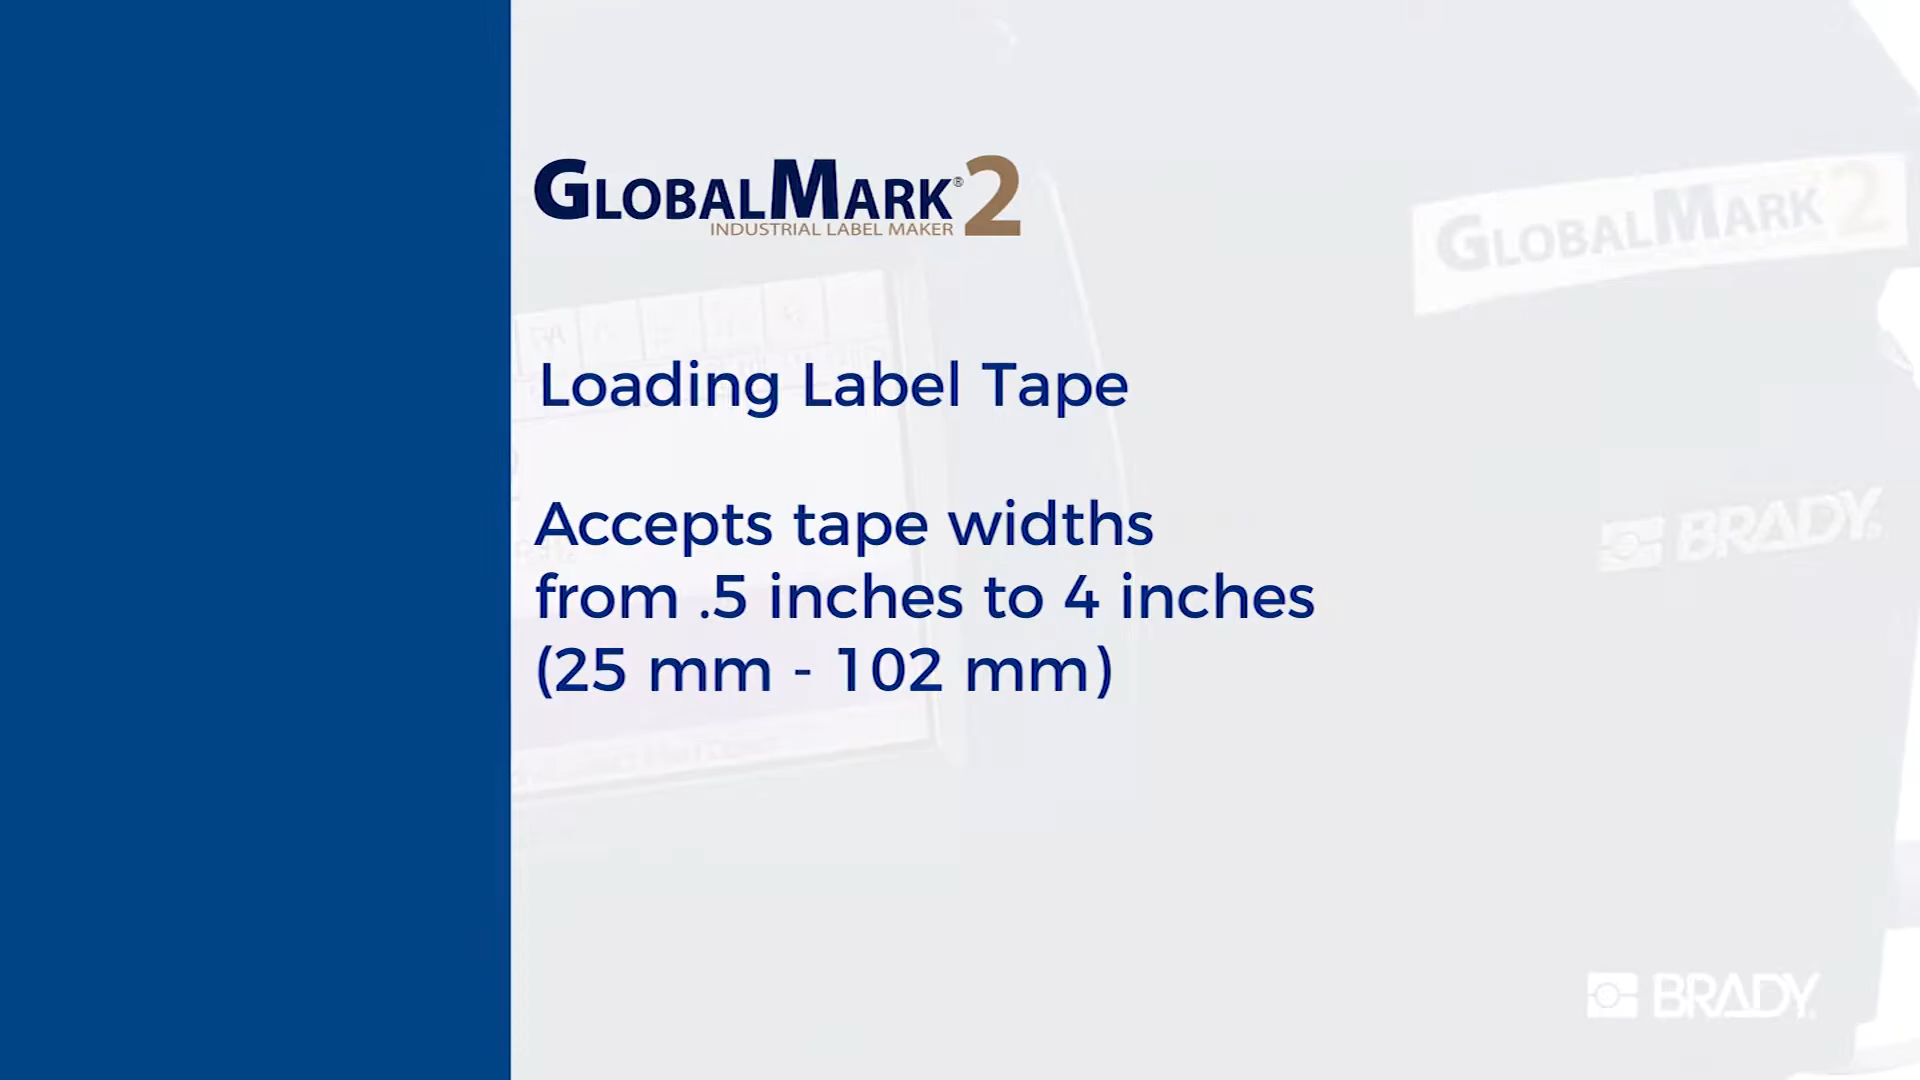 GLOBALMARK®2
INDUSTRIAL LABEL MAKER
GLOBALMARK 2
Loading Label Tape
Accepts tape widths
from .5 inches to 4 inches
(25 mm - 102 mm)
BRADY.
BRADY.